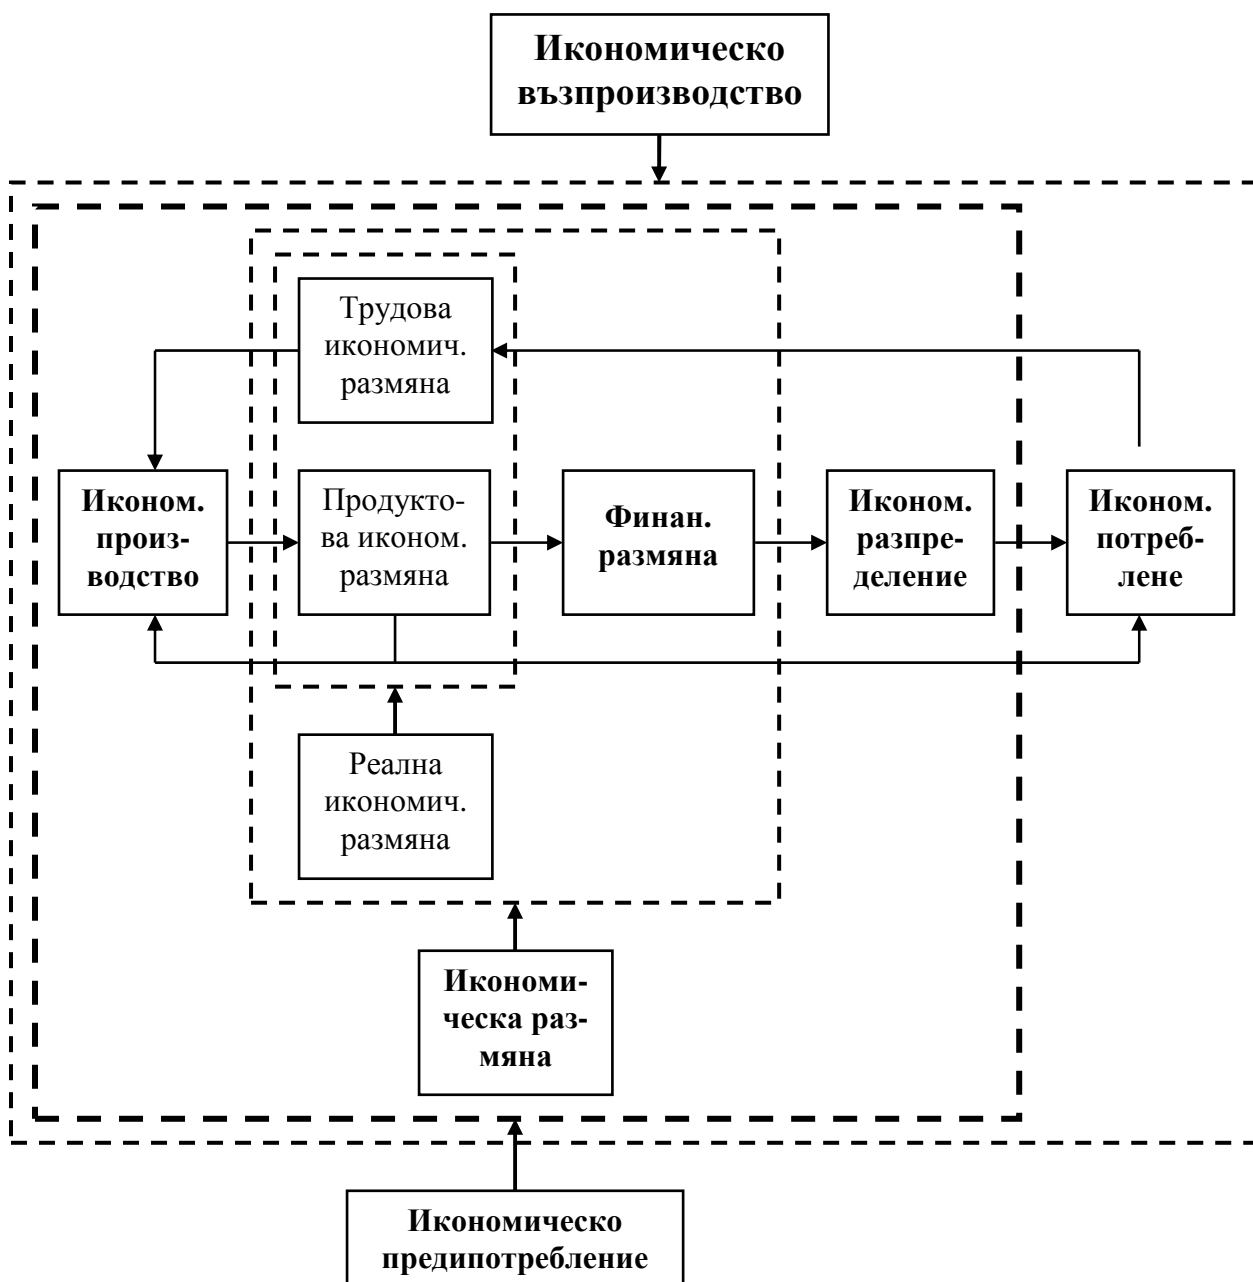 Икономическо
възпроизводство
Трудова
икономич.
размяна
Иконом.
произ-
водство
Продукто-
ва иконом.
размяна
Финан.
размяна
Иконом.
разпре-
деление
Иконом.
потреб-
лене
Реална
икономич.
размяна
Икономи-
ческа раз-
мяна
Икономическо
предипотребление